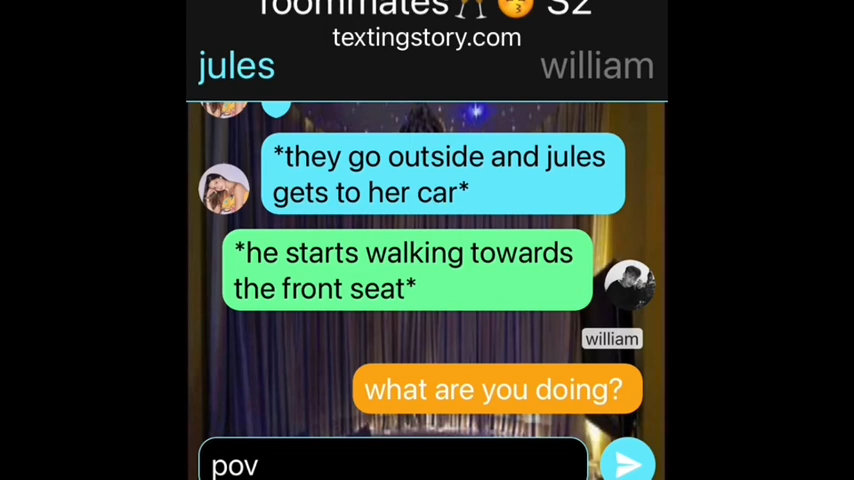 roommates🥂😚 S2
textingstory.com
jules
william
*they go outside and jules
gets to her car*
*he starts walking towards
the front seat*
william
what are you doing?
pov